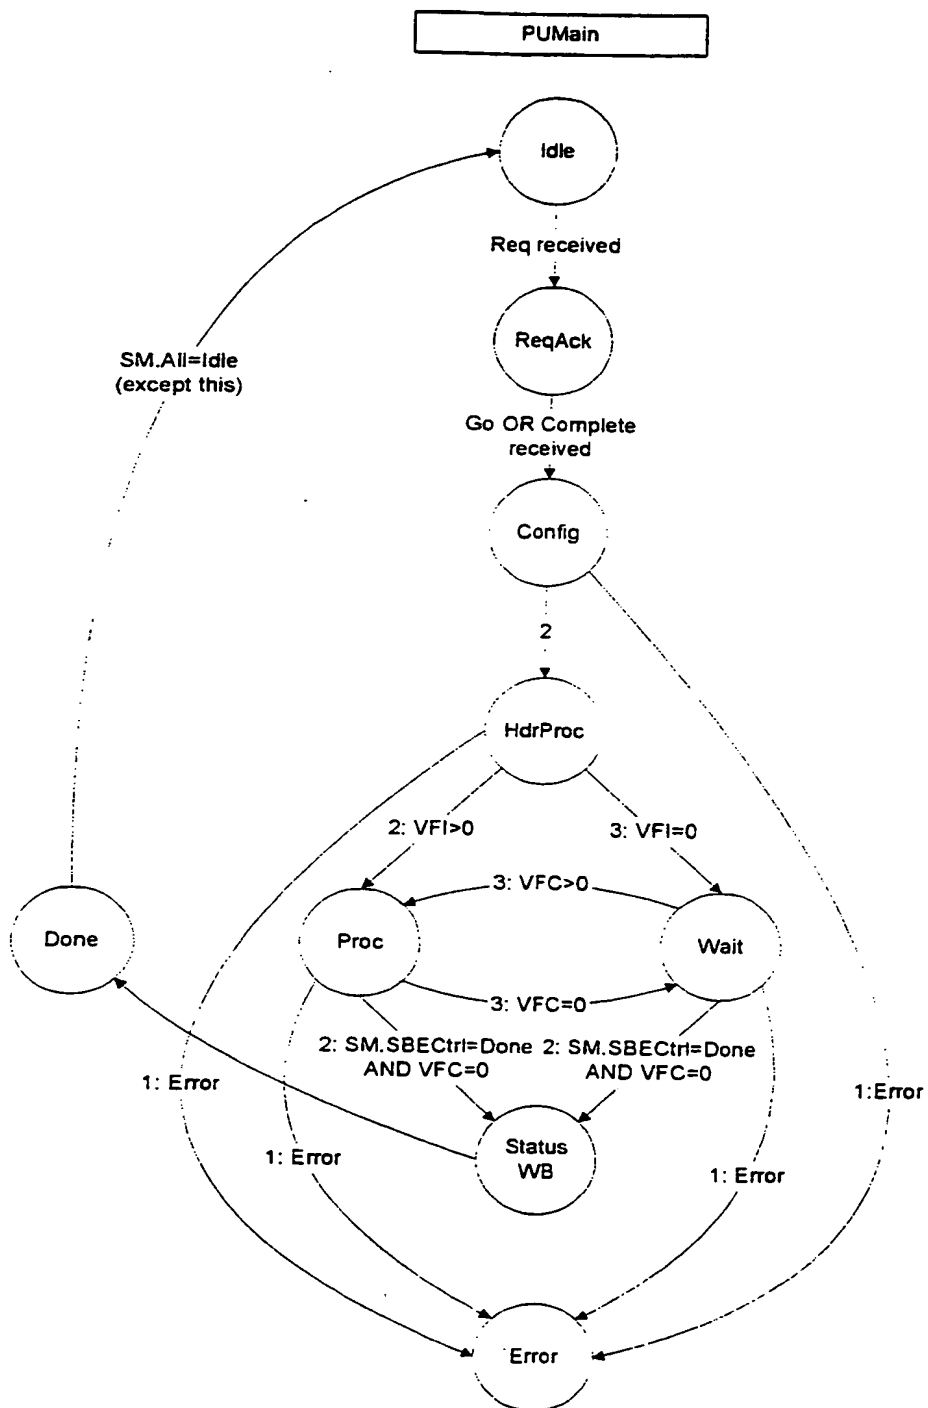 PUMain
Idle
Req received
ReqAck
SM.All=Idle
(except this)
Go OR Complete
received
Config
2
HdrProc
2: VFI>0
3: VFI=0
3: VFC>0
Done
Proc
Wait
3: VFC=0
2: SM.SBECtrl=Done
AND VFC=0
2: SM.SBECtrl=Done
AND VFC=0
1: Error
1:Error
Status
WB
1: Error
1: Error
Error